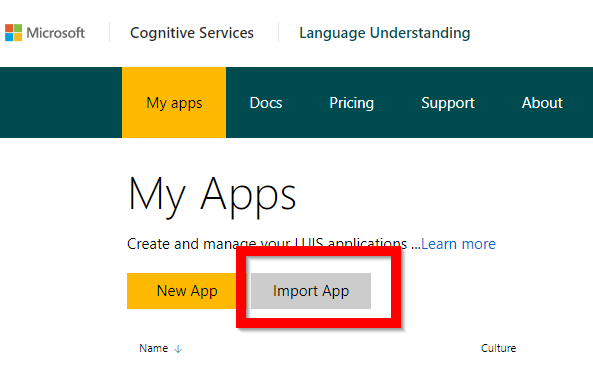 Microsoft Cognitive Services Language Understanding
My apps Docs Pricing Support About
My Apps
Create and manage your LUIS applications ...Learn more
New App Import App
Name ↓ Culture